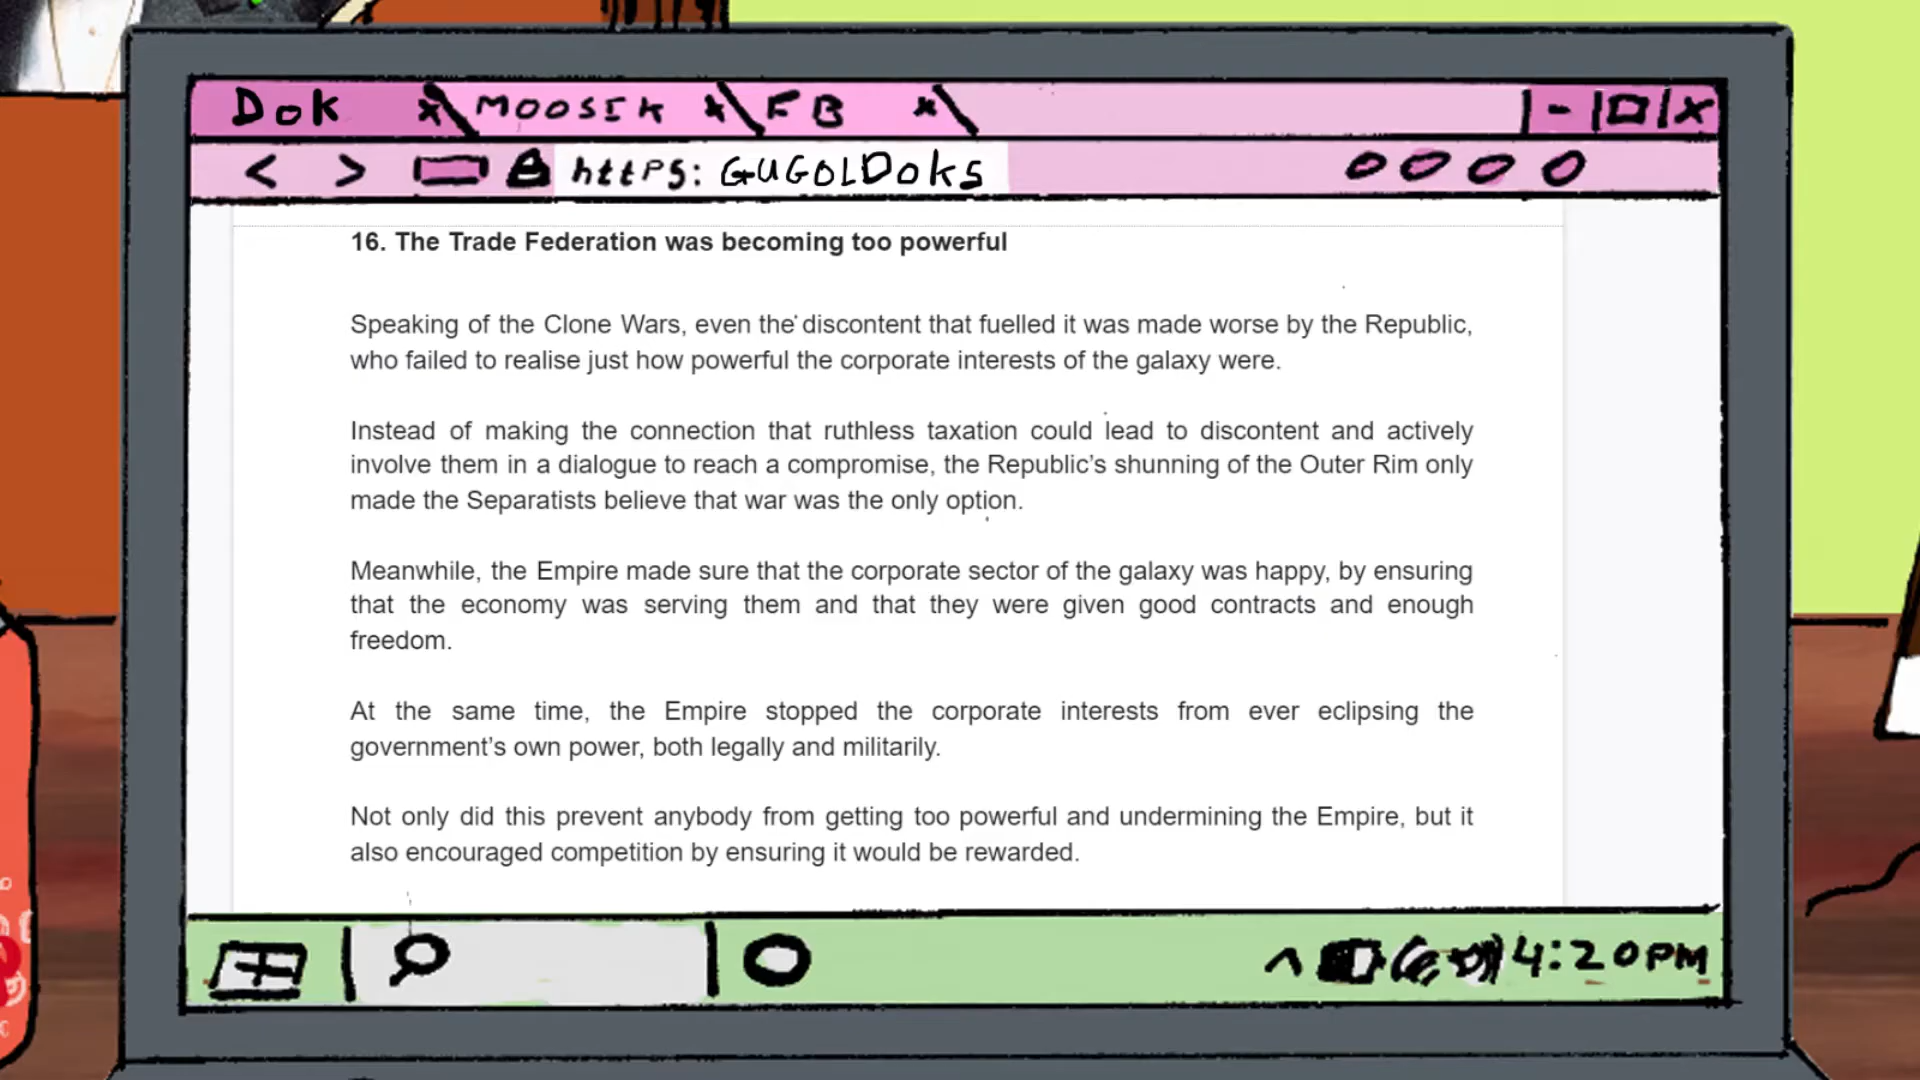 Dok x MOOSIK x FB x - X
< > https: GUGOLDoks
16. The Trade Federation was becoming too powerful
Speaking of the Clone Wars, even the discontent that fuelled it was made worse by the Republic,
who failed to realise just how powerful the corporate interests of the galaxy were.
Instead of making the connection that ruthless taxation could lead to discontent and actively
involve them in a dialogue to reach a compromise, the Republic's shunning of the Outer Rim only
made the Separatists believe that war was the only option.
Meanwhile, the Empire made sure that the corporate sector of the galaxy was happy, by ensuring
that the economy was serving them and that they were given good contracts and enough
freedom.
At the same time, the Empire stopped the corporate interests from ever eclipsing the
government's own power, both legally and militarily.
Not only did this prevent anybody from getting too powerful and undermining the Empire, but it
also encouraged competition by ensuring it would be rewarded.
4:20PM